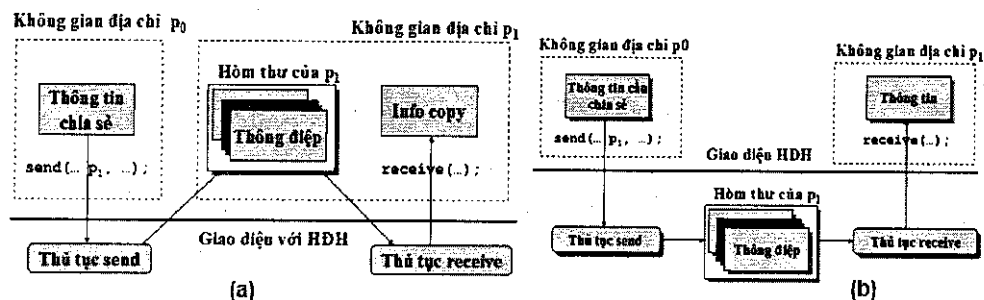 Không gian địa chỉ p0
Không gian địa chỉ p1
Thông tin
chia sẻ
send(… p1, …);
Hòm thư của p1
Thông điệp
Info copy
receive(…);
Giao diện với HĐH
Thủ tục send
Thủ tục receive
(a)
Không gian địa chỉ p0
Không gian địa chỉ p1
Thông tin cần
chia sẻ
send(… p1, …);
Thông tin
receive(…);
Giao diện HĐH
Hòm thư của p1
Thủ tục send
Thông điệp
Thủ tục receive
(b)